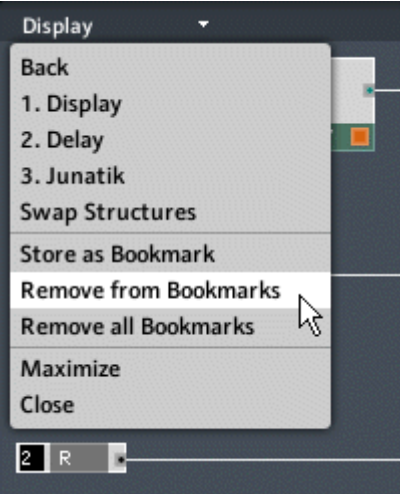 Display
Back
1. Display
2. Delay
3. Junatik
Swap Structures
Store as Bookmark
Remove from Bookmarks
Remove all Bookmarks
Maximize
Close
2 R